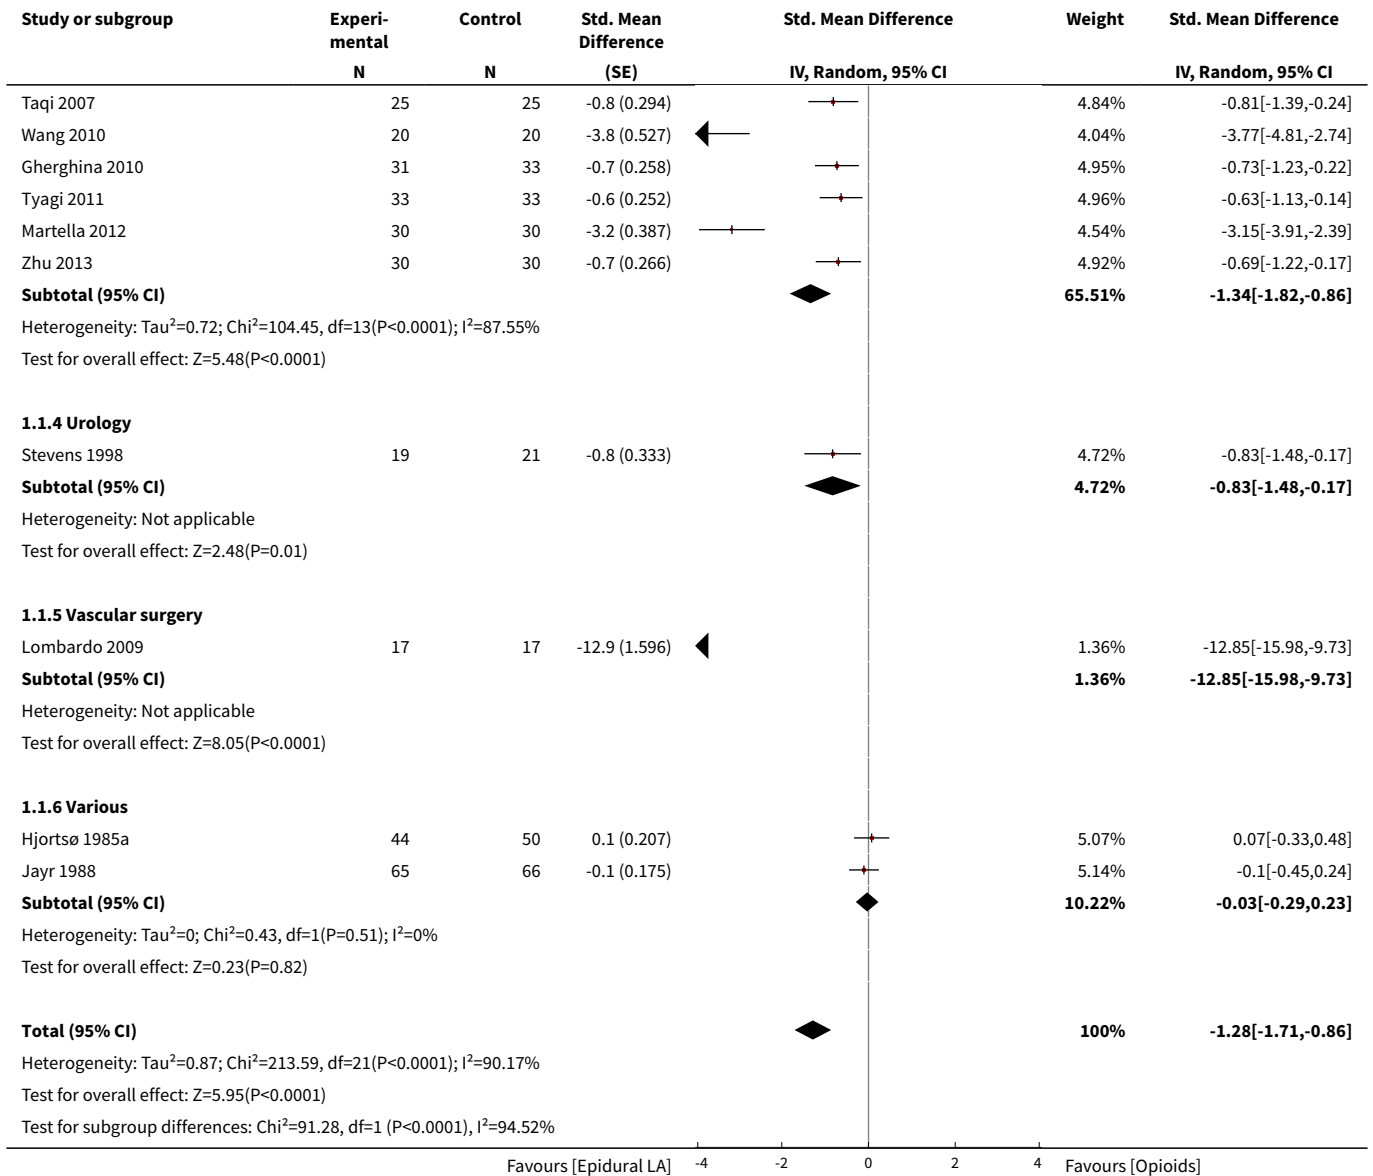 Study or subgroup Experi- Control Std. Mean Std. Mean Difference Weight Std. Mean Difference
mental Difference
N N (SE) IV, Random, 95% CI IV, Random, 95% CI
Taqi 2007 25 25 -0.8 (0.294) 4.84% -0.81[-1.39,-0.24]
Wang 2010 20 20 -3.8 (0.527) 4.04% -3.77[-4.81,-2.74]
Gherghina 2010 31 33 -0.7 (0.258) 4.95% -0.73[-1.23,-0.22]
Tyagi 2011 33 33 -0.6 (0.252) 4.96% -0.63[-1.13,-0.14]
Martella 2012 30 30 -3.2 (0.387) 4.54% -3.15[-3.91,-2.39]
Zhu 2013 30 30 -0.7 (0.266) 4.92% -0.69[-1.22,-0.17]
Subtotal (95% CI) 65.51% -1.34[-1.82,-0.86]
Heterogeneity: Tau²=0.72; Chi²=104.45, df=13(P<0.0001); I²=87.55%
Test for overall effect: Z=5.48(P<0.0001)
1.1.4 Urology
Stevens 1998 19 21 -0.8 (0.333) 4.72% -0.83[-1.48,-0.17]
Subtotal (95% CI) 4.72% -0.83[-1.48,-0.17]
Heterogeneity: Not applicable
Test for overall effect: Z=2.48(P=0.01)
1.1.5 Vascular surgery
Lombardo 2009 17 17 -12.9 (1.596) 1.36% -12.85[-15.98,-9.73]
Subtotal (95% CI) 1.36% -12.85[-15.98,-9.73]
Heterogeneity: Not applicable
Test for overall effect: Z=8.05(P<0.0001)
1.1.6 Various
Hjortsø 1985a 44 50 0.1 (0.207) 5.07% 0.07[-0.33,0.48]
Jayr 1988 65 66 -0.1 (0.175) 5.14% -0.1[-0.45,0.24]
Subtotal (95% CI) 10.22% -0.03[-0.29,0.23]
Heterogeneity: Tau²=0; Chi²=0.43, df=1(P=0.51); I²=0%
Test for overall effect: Z=0.23(P=0.82)
Total (95% CI) 100% -1.28[-1.71,-0.86]
Heterogeneity: Tau²=0.87; Chi²=213.59, df=21(P<0.0001); I²=90.17%
Test for overall effect: Z=5.95(P<0.0001)
Test for subgroup differences: Chi²=91.28, df=1 (P<0.0001), I²=94.52%
Favours [Epidural LA] -4 -2 0 2 4 Favours [Opioids]